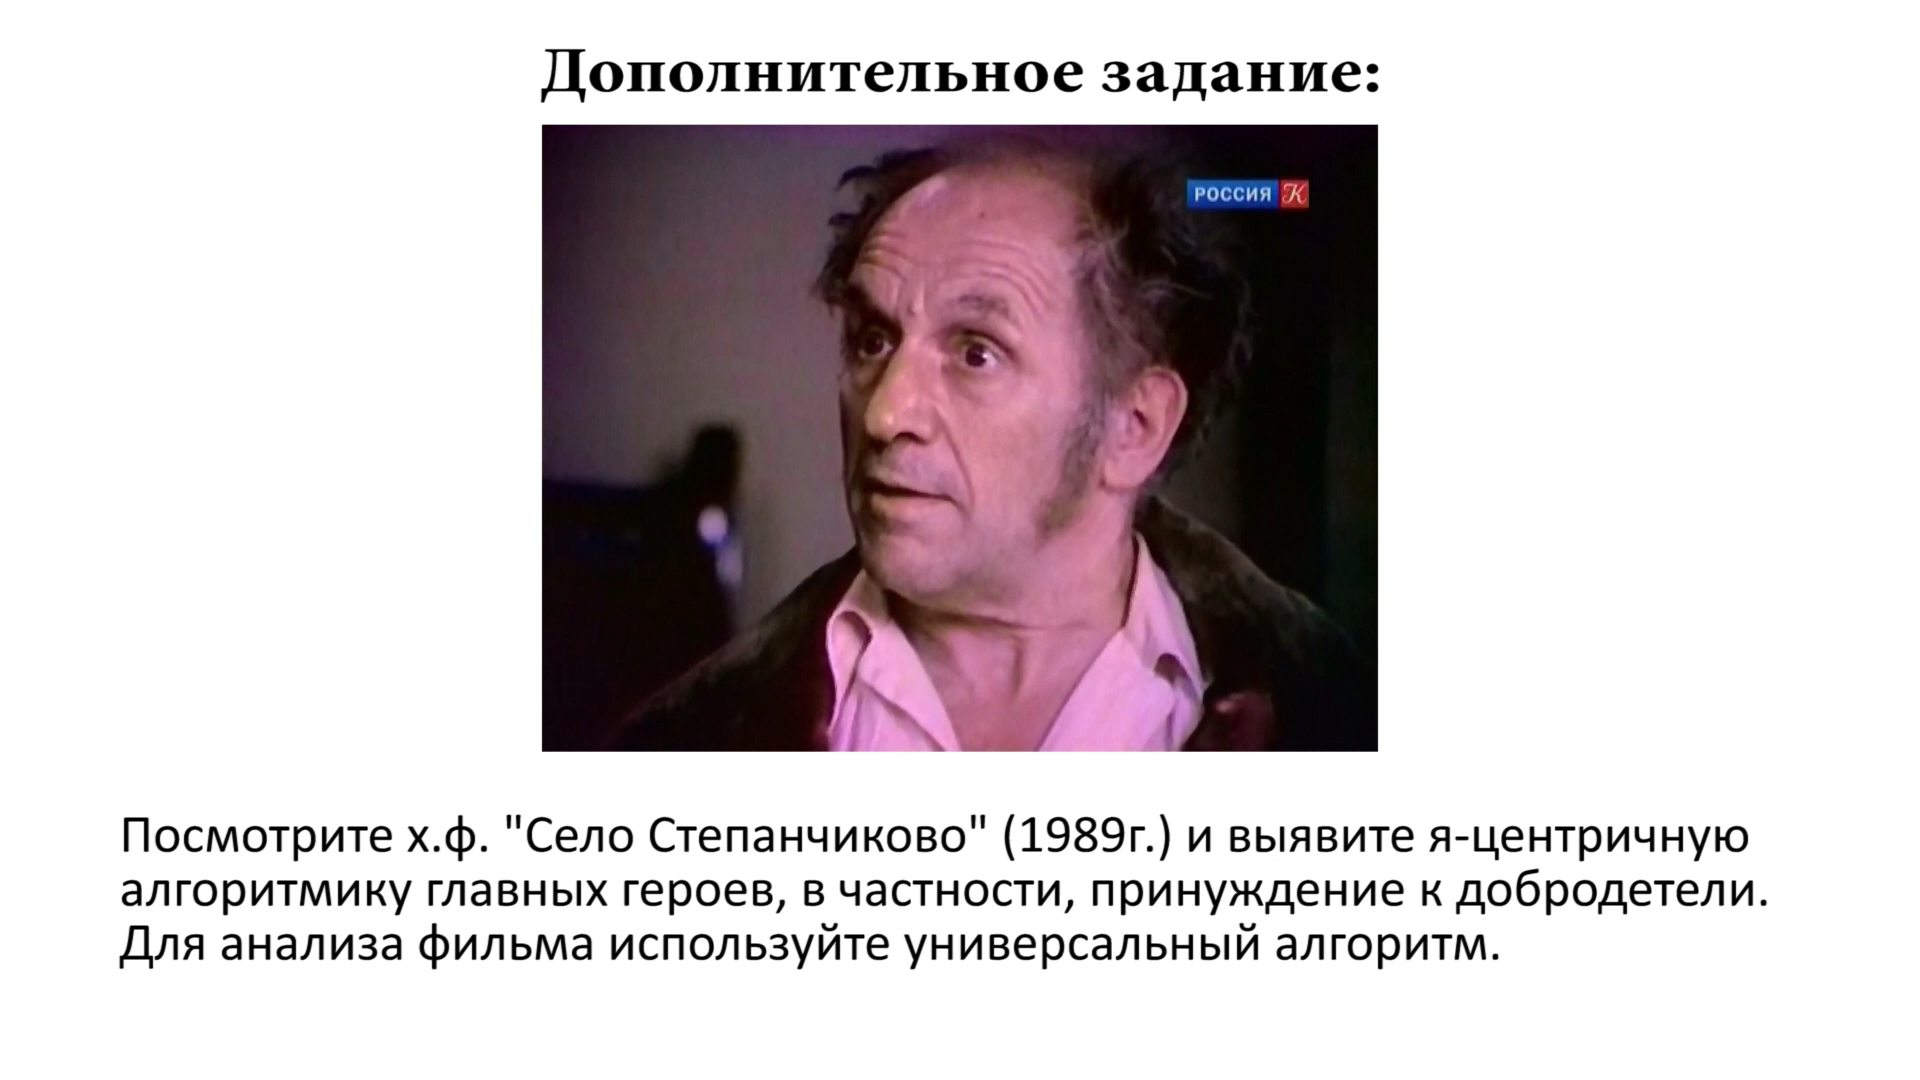 Дополнительное задание:
РОССИЯ К
Посмотрите х.ф. "Село Степанчиково" (1989г.) и выявите я-центричную
алгоритмику главных героев, в частности, принуждение к добродетели.
Для анализа фильма используйте универсальный алгоритм.